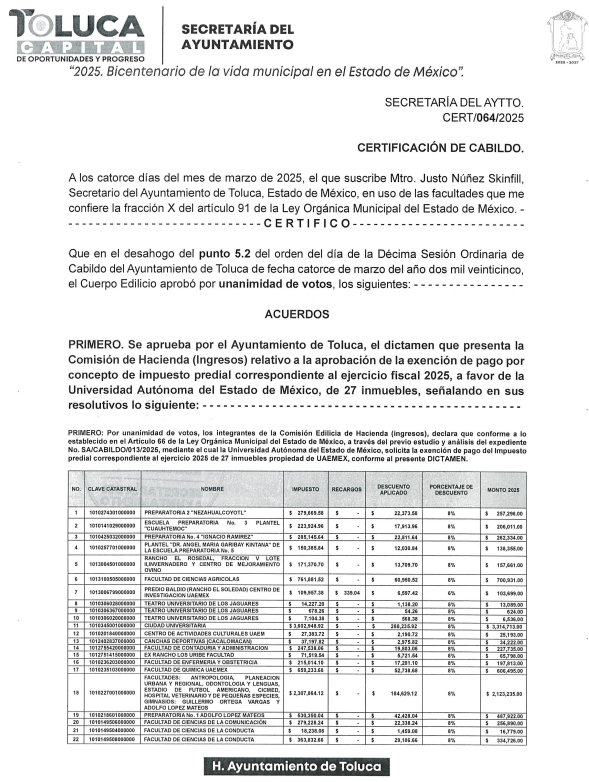 TOLUCA
CAPITAL
DE OPORTUNIDADES Y PROGRESO
SECRETARÍA DEL
AYUNTAMIENTO
"2025. Bicentenario de la vida municipal en el Estado de México".
SECRETARÍA DEL AYTTO.
CERT/064/2025
CERTIFICACIÓN DE CABILDO.
A los catorce días del mes de marzo de 2025, el que suscribe Mtro. Justo Núñez Skinfill,
Secretario del Ayuntamiento de Toluca, Estado de México, en uso de las facultades que me
confiere la fracción X del artículo 91 de la Ley Orgánica Municipal del Estado de México. -
- - - - - - - - - - - - - - - - - - - - - - - - - - - - C E R T I F I C O - - - - - - - - - - - - - - - - - - - - - - - - -
Que en el desahogo del punto 5.2 del orden del día de la Décima Sesión Ordinaria de
Cabildo del Ayuntamiento de Toluca de fecha catorce de marzo del año dos mil veinticinco,
el Cuerpo Edilicio aprobó por unanimidad de votos, los siguientes: - - - - - - - - - - - - - - - -
ACUERDOS
PRIMERO. Se aprueba por el Ayuntamiento de Toluca, el dictamen que presenta la
Comisión de Hacienda (Ingresos) relativo a la aprobación de la exención de pago por
concepto de impuesto predial correspondiente al ejercicio fiscal 2025, a favor de la
Universidad Autónoma del Estado de México, de 27 inmuebles, señalando en sus
resolutivos lo siguiente: - - - - - - - - - - - - - - - - - - - - - - - - - - - - - - - - - - - - - - -
PRIMERO: Por unanimidad de votos, los integrantes de la Comisión Edilicia de Hacienda (ingresos), declara que conforme a lo
establecido en el Artículo 66 de la Ley Orgánica Municipal del Estado de México, a través del previo estudio y análisis del expediente
No. SA/CABILDO/013/2025, mediante el cual la Universidad Autónoma del Estado de México, solicita la exención de pago del Impuesto
predial correspondiente al ejercicio 2025 de 27 inmuebles propiedad de UAEMEX, conforme al presente DICTAMEN.
NO. CLAVE CATASTRAL NOMBRE IMPUESTO RECARGOS DESCUENTO APLICADO PORCENTAJE DE DESCUENTO MONTO 2025
1 1010274301000000 PREPARATORIA 2 "NEZAHUALCOYOTL" $ 279,669.58 $ - $ 22,373.58 8% $ 257,296.00
2 1010141029000000 ESCUELA PREPARATORIA No. 3 PLANTEL "CUAUHTEMOC" $ 223,924.96 $ - $ 17,913.96 8% $ 206,011.00
3 1010425032000000 PREPARATORIA No. 4 "IGNACIO RAMIREZ" $ 285,145.64 $ - $ 22,811.64 8% $ 262,334.00
4 1010257701000000 PLANTEL "DR. ANGEL MARIA GARIBAY KINTANA" DE LA ESCUELA PREPARATORIA No. 5 $ 150,385.84 $ - $ 12,030.84 8% $ 138,355.00
5 1013004501000000 RANCHO EL ROSEDAL, FRACCION V LOTE ILINVERNADERO Y CENTRO DE MEJORAMIENTO OVINO $ 171,370.70 $ - $ 13,709.70 8% $ 157,661.00
6 1013100505000000 FACULTAD DE CIENCIAS AGRICOLAS $ 761,881.52 $ - $ 60,950.52 8% $ 700,931.00
7 1013006799000000 PREDIO BALDIO (RANCHO EL SOLEDAD) CENTRO DE INVESTIGACION UAEMEX $ 109,957.38 $ 339.04 $ 6,597.42 6% $ 103,699.00
8 1010306028000000 TEATRO UNIVERSITARIO DE LOS JAGUARES $ 14,227.20 $ - $ 1,138.20 8% $ 13,089.00
9 1010308367000000 TEATRO UNIVERSITARIO DE LOS JAGUARES $ 678.26 $ - $ 54.26 8% $ 624.00
10 1010306020000000 TEATRO UNIVERSITARIO DE LOS JAGUARES $ 7,104.38 $ - $ 568.38 8% $ 6,536.00
11 1010349001000000 CIUDAD UNIVERSITARIA $ 3,602,948.92 $ - $ 288,235.92 8% $ 3,314,713.00
12 1010201840000000 CENTRO DE ACTIVIDADES CULTURALES UAEM $ 27,383.72 $ - $ 2,190.72 8% $ 25,193.00
13 1012402837000000 CANCHAS DEPORTIVAS (CACALOMACAN) $ 37,197.82 $ - $ 2,975.82 8% $ 34,222.00
14 1012755420000000 FACULTAD DE CONTADURIA Y ADMINISTRACION $ 247,538.06 $ - $ 19,803.06 8% $ 227,735.00
15 1012751416000000 EX RANCHO LOS URIBE FACULTAD $ 71,519.54 $ - $ 5,721.54 8% $ 65,798.00
16 1010236203000000 FACULTAD DE ENFERMERIA Y OBSTETRICIA $ 215,014.10 $ - $ 17,201.10 8% $ 197,813.00
17 1010235103000000 FACULTAD DE QUIMICA UAEMEX $ 659,233.66 $ - $ 52,738.66 8% $ 606,495.00
18 1010227001000000 FACULTADES: ANTROPOLOGIA, PLANEACION URBANA Y REGIONAL, ODONTOLOGIA Y LENGUAS, ESTADIO DE FUTBOL AMERICANO, CICMED, HOSPITAL VETERINARIO Y DE PEQUEÑAS ESPECIES, GIMNASIOS: GUILLERMO ORTEGA VARGAS Y ADOLFO LOPEZ MATEOS $ 2,307,864.12 $ - $ 184,629.12 8% $ 2,123,235.00
19 1010218601000000 PREPARATORIA No. 1 ADOLFO LOPEZ MATEOS $ 530,350.04 $ - $ 42,428.04 8% $ 487,922.00
20 1010149506000000 FACULTAD DE CIENCIAS DE LA COMUNICACIÓN $ 279,228.24 $ - $ 22,338.24 8% $ 256,890.00
21 1010149504000000 FACULTAD DE CIENCIAS DE LA CONDUCTA $ 18,238.08 $ - $ 1,459.08 8% $ 16,779.00
22 1010149508000000 FACULTAD DE CIENCIAS DE LA CONDUCTA $ 363,832.66 $ - $ 29,106.66 8% $ 334,726.00
H. Ayuntamiento de Toluca